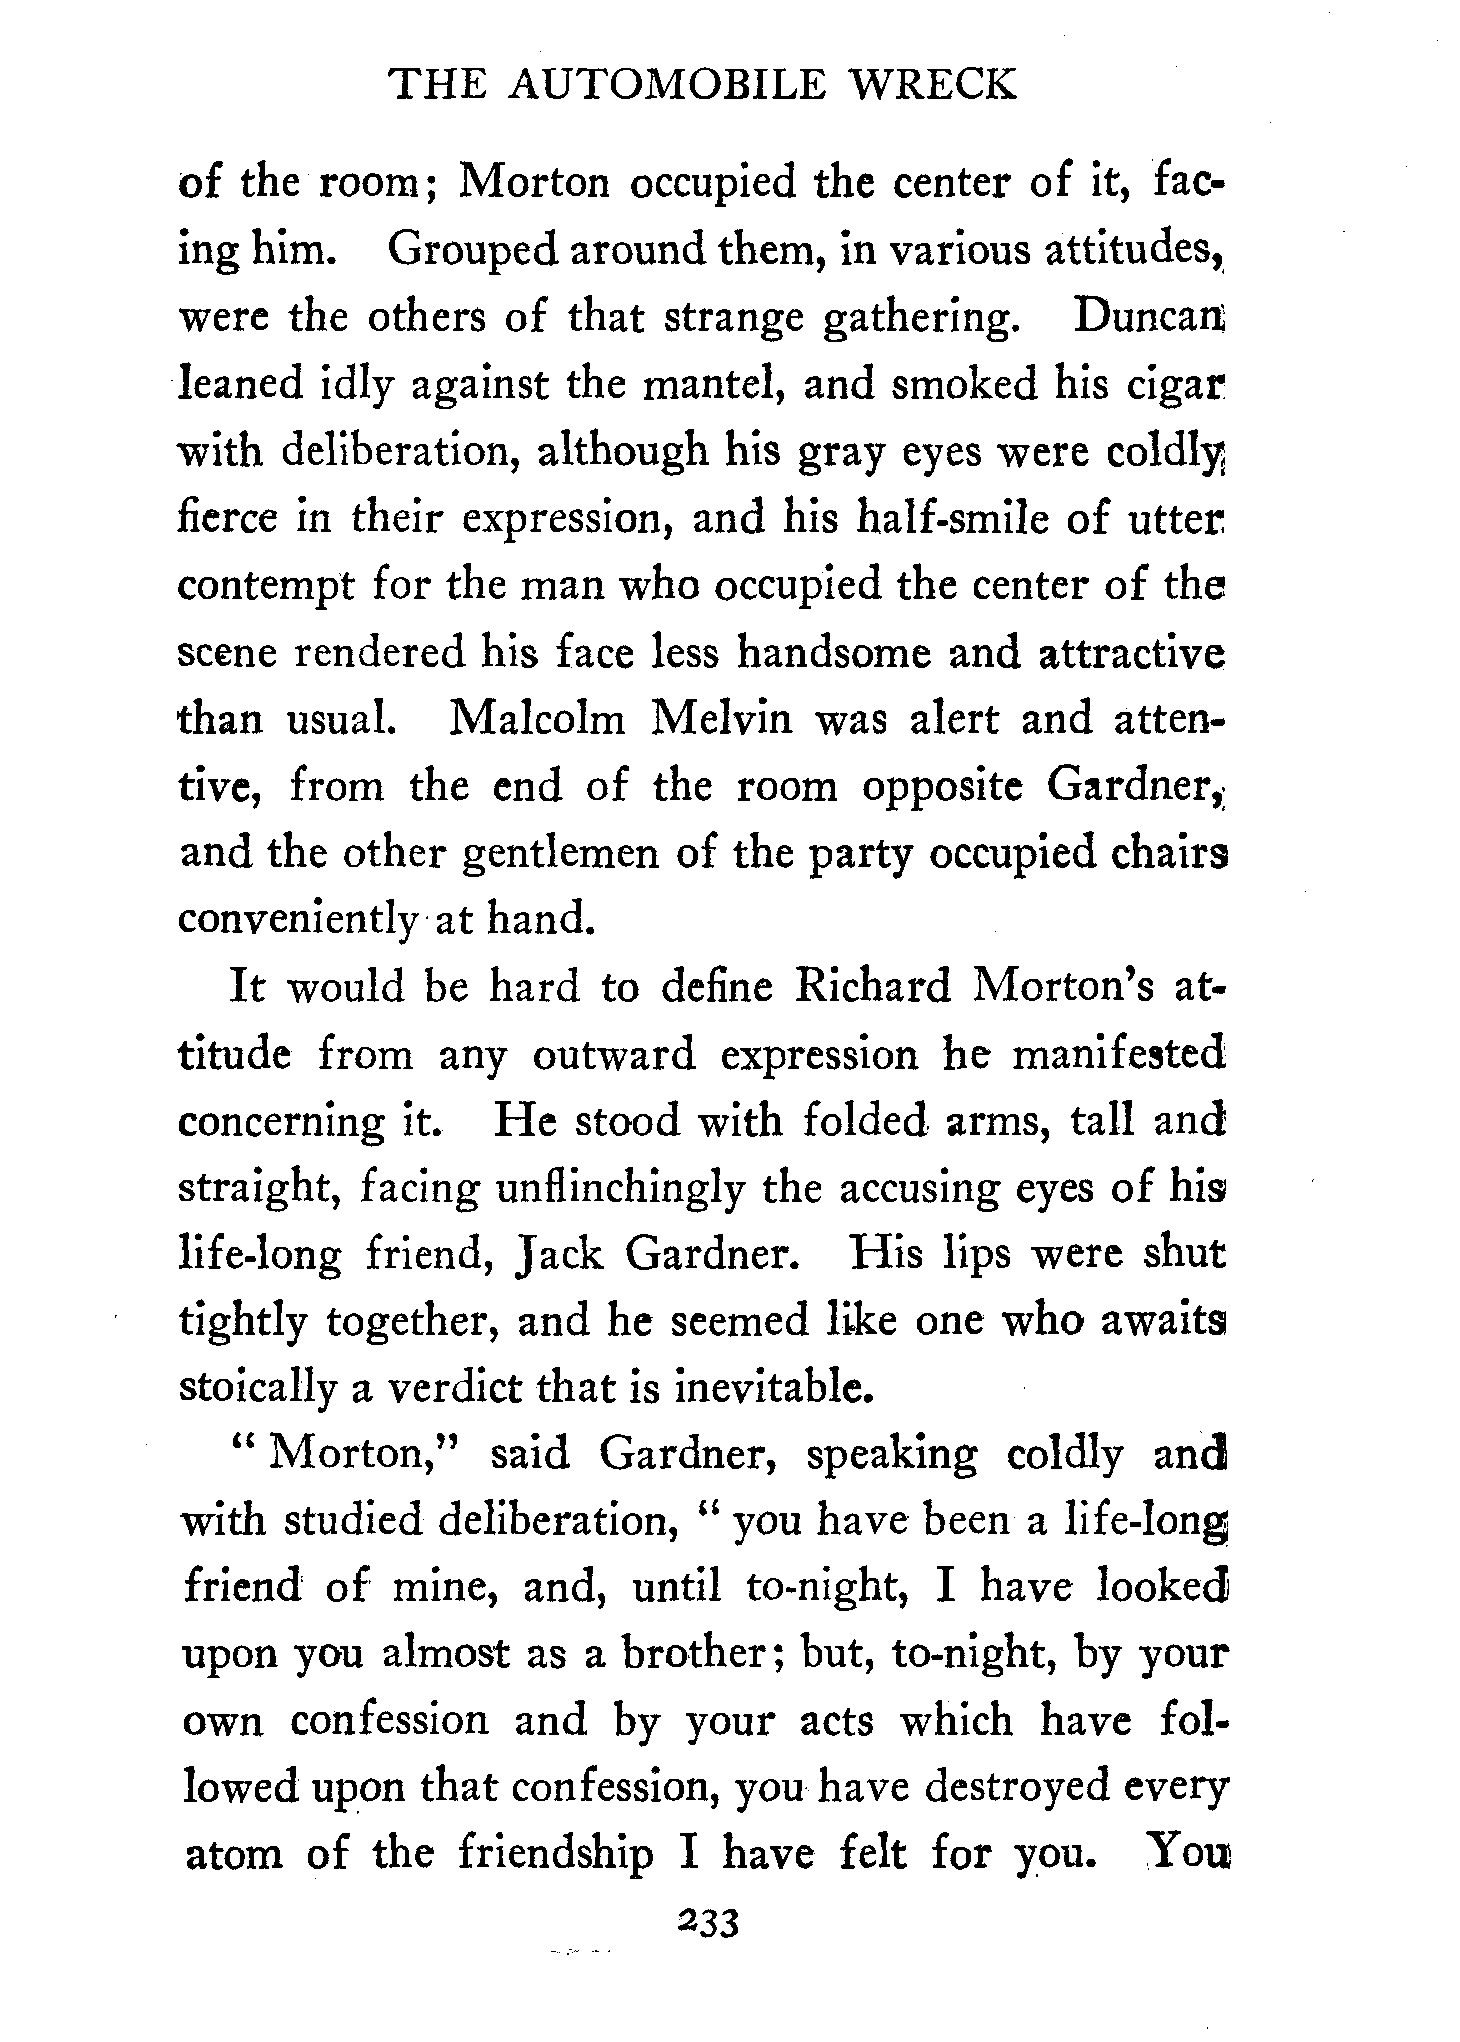 THE AUTOMOBILE WRECK
of the room; Morton occupied the center of it, fac-
ing him. Grouped around them, in various attitudes,
were the others of that strange gathering. Duncan
leaned idly against the mantel, and smoked his cigar
with deliberation, although his gray eyes were coldly
fierce in their expression, and his half-smile of utter
contempt for the man who occupied the center of the
scene rendered his face less handsome and attractive
than usual. Malcolm Melvin was alert and atten-
tive, from the end of the room opposite Gardner,
and the other gentlemen of the party occupied chairs
conveniently at hand.
It would be hard to define Richard Morton's at-
titude from any outward expression he manifested
concerning it. He stood with folded arms, tall and
straight, facing unflinchingly the accusing eyes of his
life-long friend, Jack Gardner. His lips were shut
tightly together, and he seemed like one who awaits
stoically a verdict that is inevitable.
" Morton," said Gardner, speaking coldly and
with studied deliberation, " you have been a life-long
friend of mine, and, until to-night, I have looked
upon you almost as a brother; but, to-night, by your
own confession and by your acts which have fol-
lowed upon that confession, you have destroyed every
atom of the friendship I have felt for you. You
233